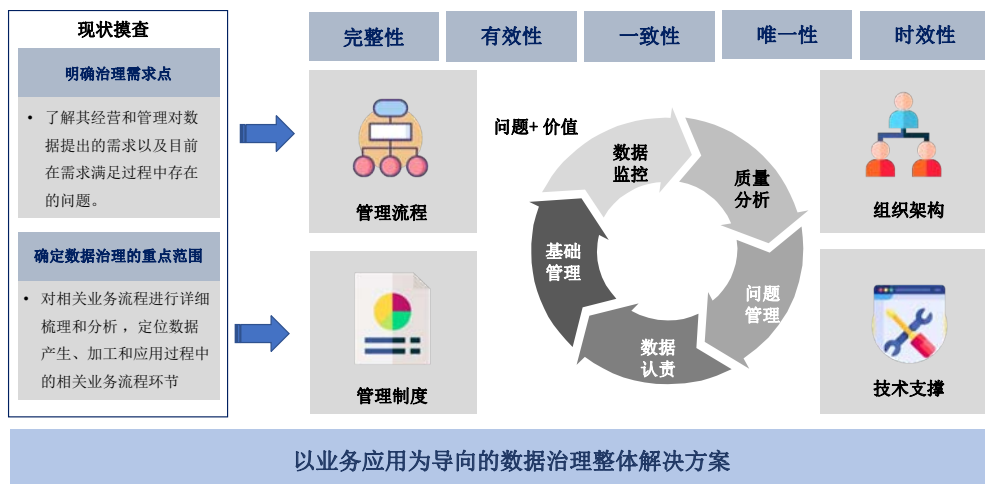 现状摸查
明确治理需求点
• 了解其经营和管理对数
据提出的需求以及目前
在需求满足过程中存在
的问题。
确定数据治理的重点范围
• 对相关业务流程进行详细
梳理和分析，定位数据
产生、加工和应用过程中
的相关业务流程环节
完整性
有效性
一致性
唯一性
时效性
管理流程
管理制度
问题+ 价值
数据
监控
质量
分析
问题
管理
数据
认责
基础
管理
组织架构
技术支撑
以业务应用为导向的数据治理整体解决方案